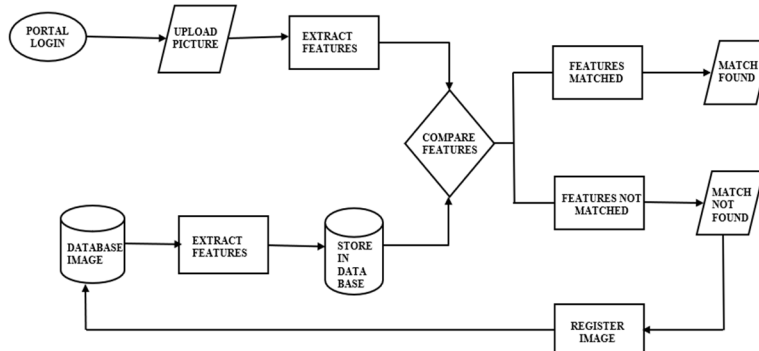 PORTAL
LOGIN
UPLOAD
PICTURE
EXTRACT
FEATURES
COMPARE
FEATURES
FEATURES
MATCHED
MATCH
FOUND
FEATURES NOT
MATCHED
MATCH
NOT
FOUND
DATABASE
IMAGE
EXTRACT
FEATURES
STORE
IN
DATA
BASE
REGISTER
IMAGE